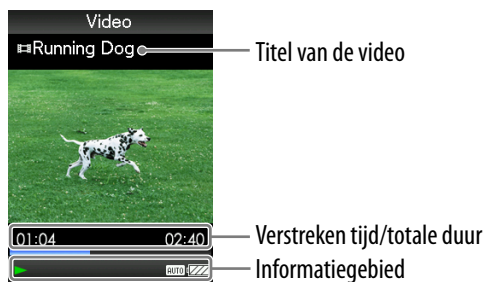 Video
Running Dog
Titel van de video
01:04 02:40
Verstreken tijd/totale duur
AUTO
Informatiegebied